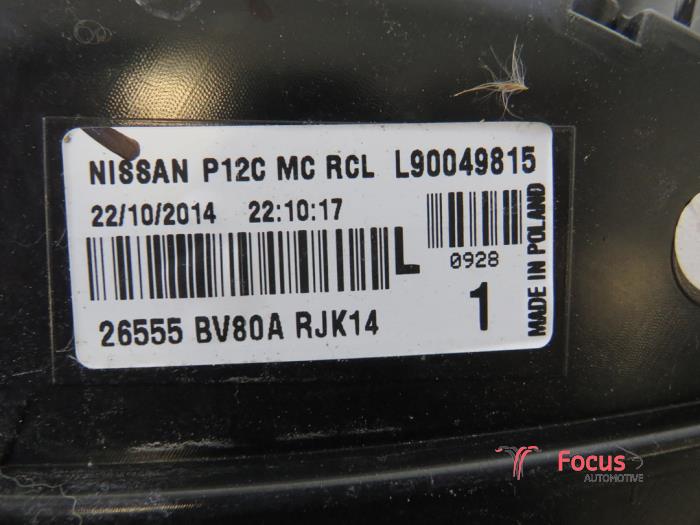 NISSAN P12C MC RCL L90049815
22/10/2014 22:10:17
L
0928
26555 BV80A RJK14
1
MADE IN POLAND
Focus
AUTOMOTIVE